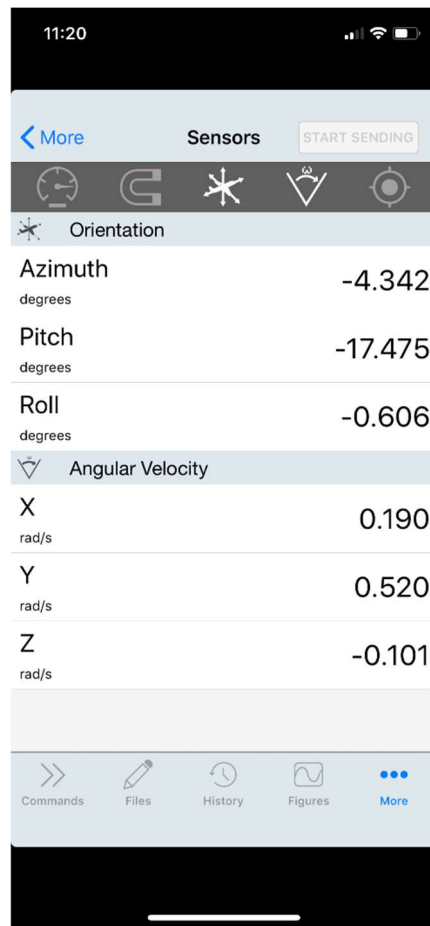 11:20
More Sensors START SENDING
ω
Orientation
Azimuth
-4.342
degrees
Pitch
-17.475
degrees
Roll
-0.606
degrees
Angular Velocity
X
0.190
rad/s
Y
0.520
rad/s
Z
-0.101
rad/s
Commands Files History Figures More